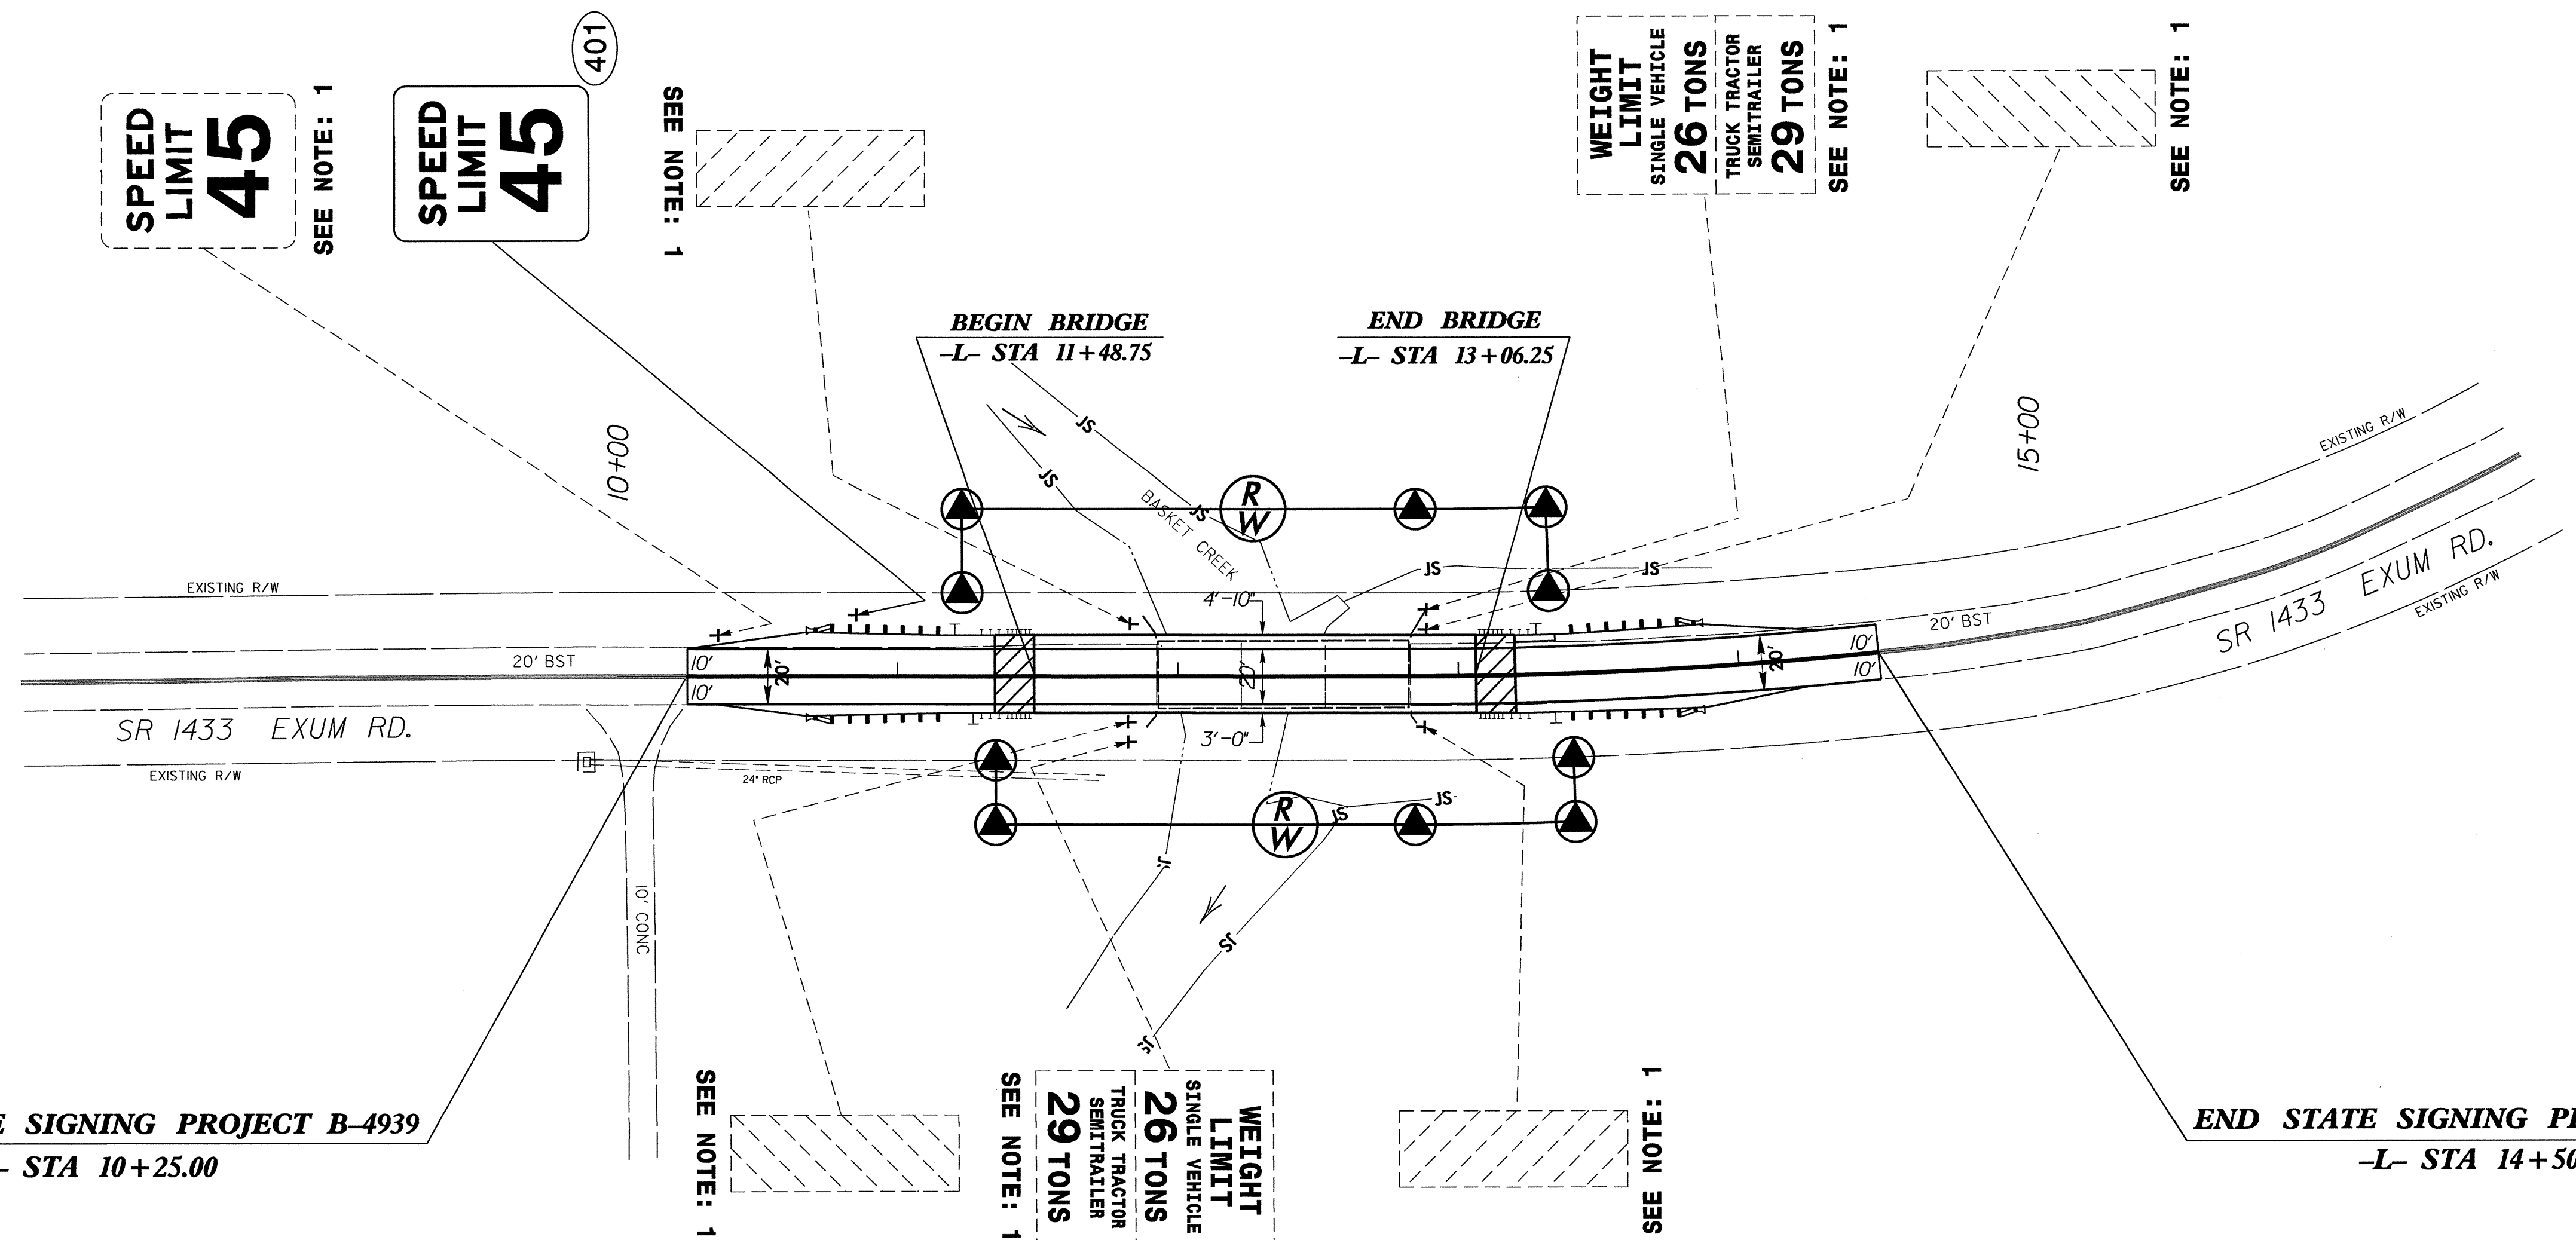 SPEED
LIMIT
45
SEE NOTE: 1
SPEED
LIMIT
45
401
SEE NOTE: 1
WEIGHT
LIMIT
SINGLE VEHICLE
26 TONS
TRUCK TRACTOR
SEMITRAILER
29 TONS
SEE NOTE: 1
SEE NOTE: 1
BEGIN BRIDGE
-L- STA 11+48.75
END BRIDGE
-L- STA 13+06.25
10+00
15+00
JS
JS
JS
BASKET CREEK
R
W
JS
JS
EXISTING R/W
EXISTING R/W
4'-10"
20' BST
10'
10'
20'
20'
20'
10'
10'
20' BST
SR 1433 EXUM RD.
EXISTING R/W
SR 1433 EXUM RD.
EXISTING R/W
3'-0"
24" RCP
R
W
JS
JS
JS
JS
JS
10' CONC
E SIGNING PROJECT B-4939
- STA 10+25.00
SEE NOTE: 1
SEE NOTE: 1
WEIGHT
LIMIT
SINGLE VEHICLE
26 TONS
TRUCK TRACTOR
SEMITRAILER
29 TONS
SEE NOTE: 1
END STATE SIGNING
-L- STA 14+50